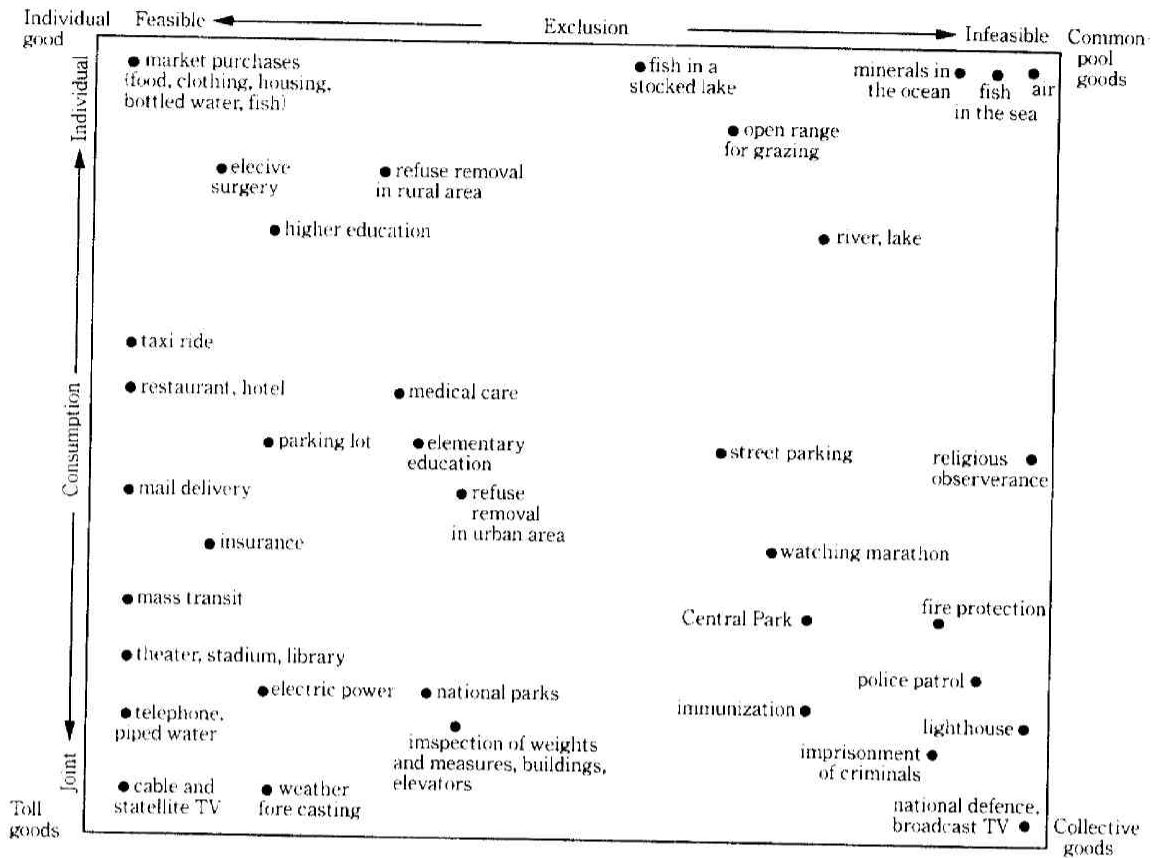 Individual good
Feasible
Exclusion
Infeasible
Common-
pool
goods
Individual
Consumption
Joint
market purchases
(food, clothing, housing,
bottled water, fish)
fish in a
stocked lake
minerals in
the ocean
fish
in the sea
air
open range
for grazing
elecive
surgery
refuse removal
in rural area
higher education
river, lake
taxi ride
restaurant, hotel
medical care
parking lot
elementary
education
street parking
religious
observerance
mail delivery
refuse
removal
in urban area
insurance
watching marathon
mass transit
Central Park
fire protection
theater, stadium, library
electric power
national parks
police patrol
telephone,
piped water
immunization
lighthouse
imspection of weights
and measures, buildings,
elevators
imprisonment
of criminals
cable and
statellite TV
weather
fore casting
national defence,
broadcast TV
Toll
goods
Collective
goods